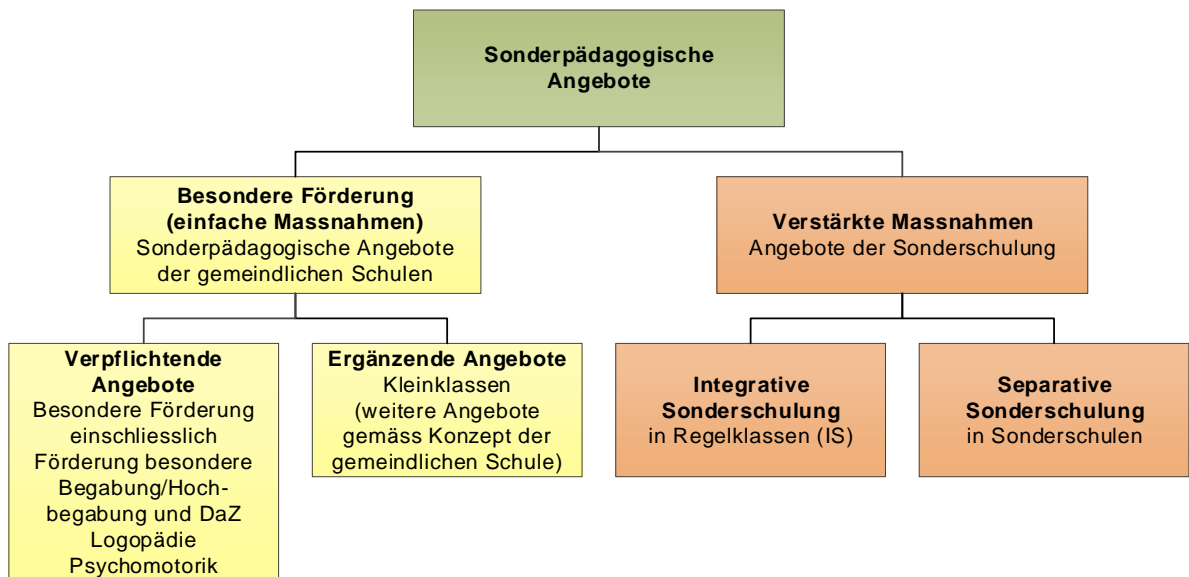 Sonderpädagogische
Angebote
Besondere Förderung
(einfache Massnahmen)
Sonderpädagogische Angebote
der gemeindlichen Schulen
Verstärkte Massnahmen
Angebote der Sonderschulung
Verpflichtende
Angebote
Besondere Förderung
einschliesslich
Förderung besondere
Begabung/Hoch-
begabung und DaZ
Logopädie
Psychomotorik
Ergänzende Angebote
Kleinklassen
(weitere Angebote
gemäss Konzept der
gemeindlichen Schule)
Integrative
Sonderschulung
in Regelklassen (IS)
Separative
Sonderschulung
in Sonderschulen